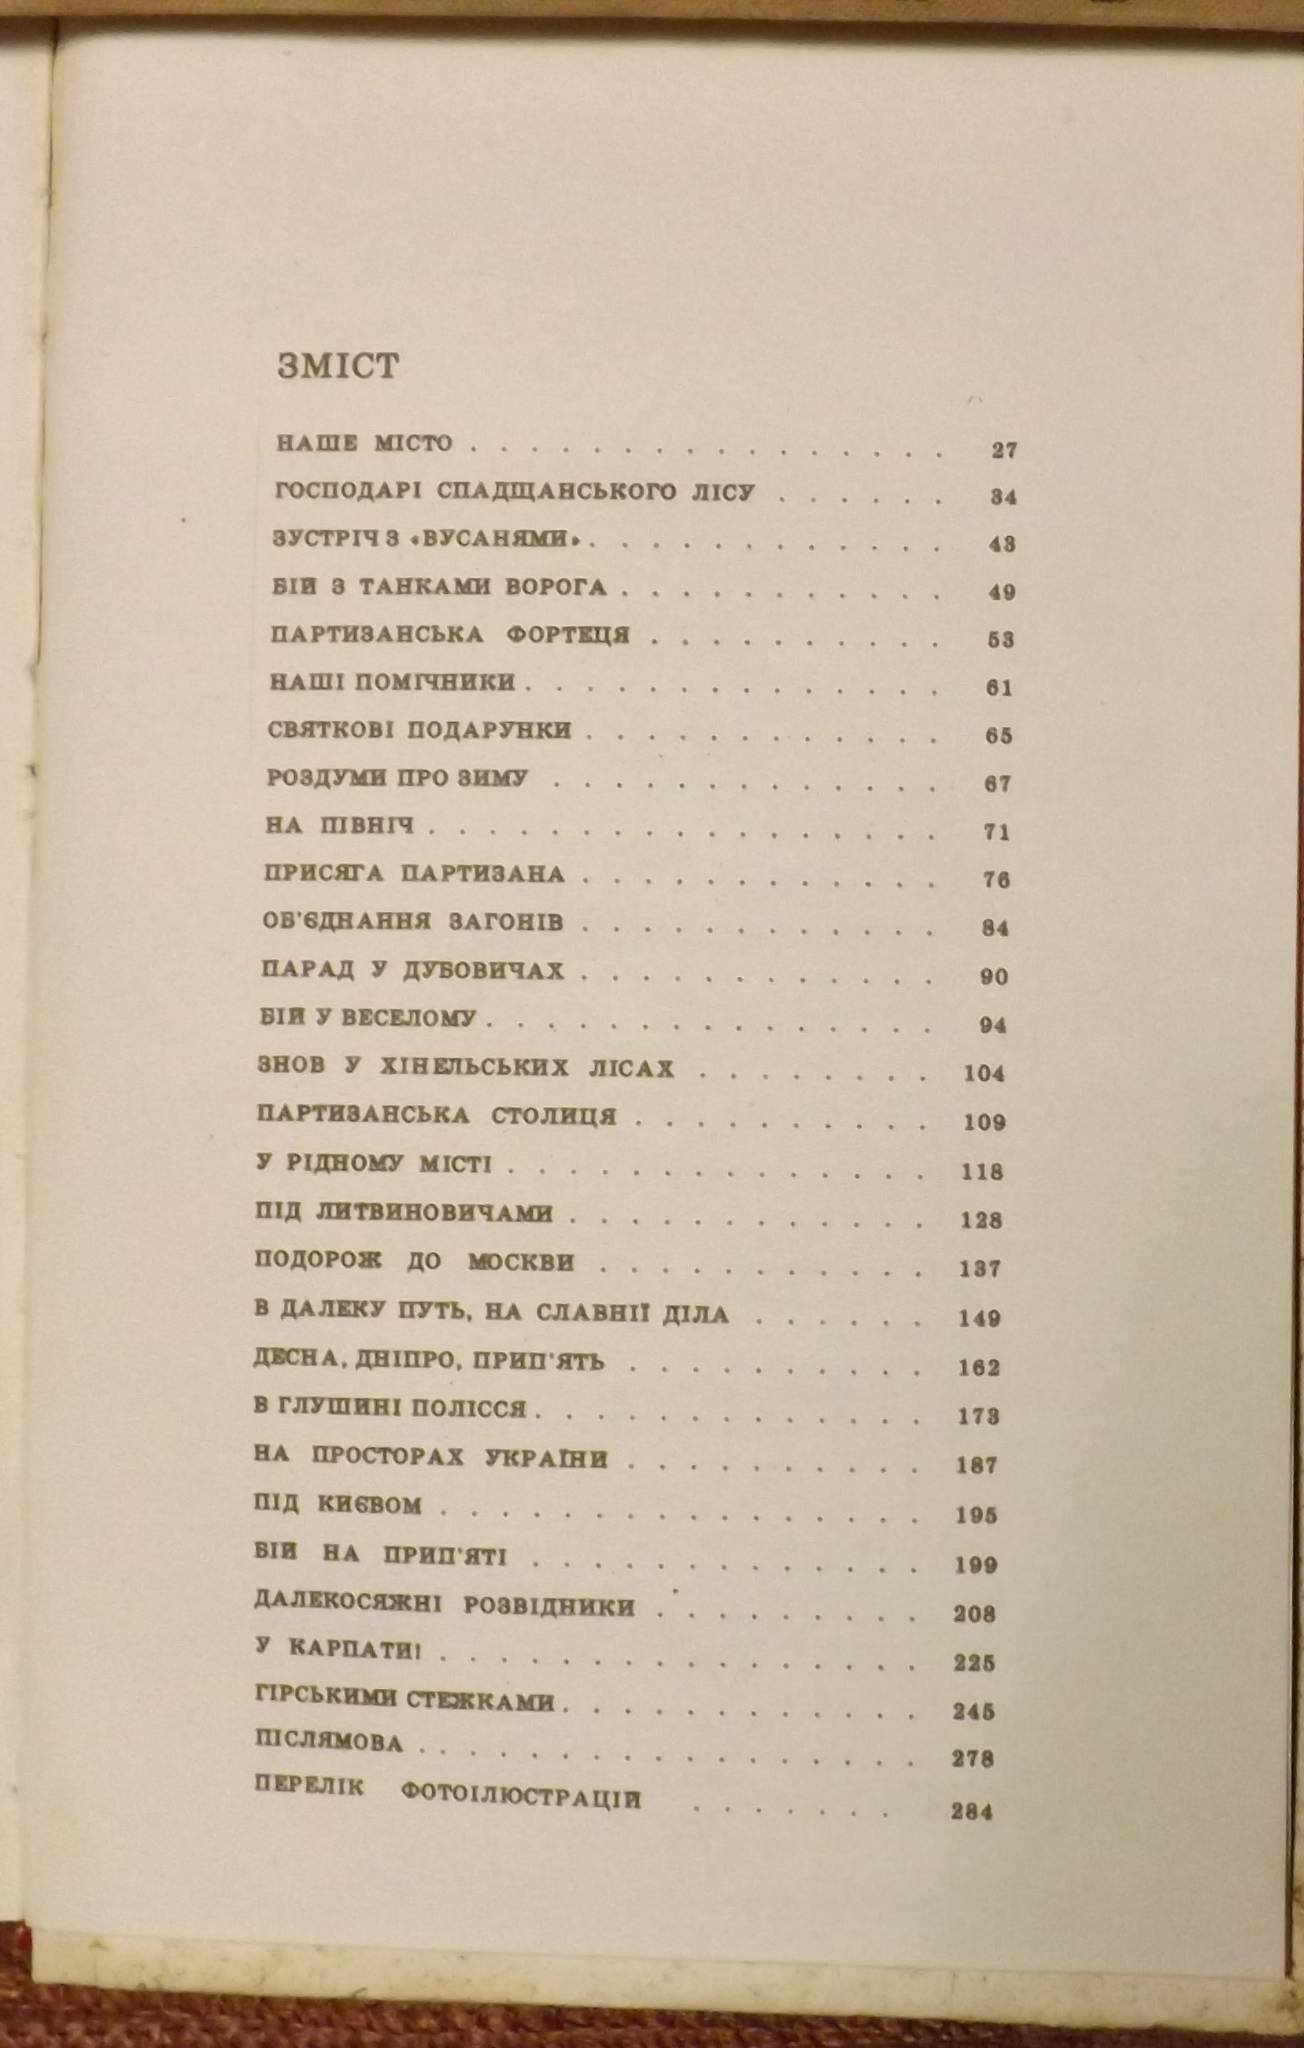 ЗМІСТ
НАШЕ МІСТО . . . . . . . . . . . . . . . . 27
ГОСПОДАРІ СПАДЩАНСЬКОГО ЛІСУ . . . . . . 34
ЗУСТРІЧ З «ВУСАНЯМИ» . . . . . . . . . . . . 43
БІЙ З ТАНКАМИ ВОРОГА . . . . . . . . . . . 49
ПАРТИЗАНСЬКА ФОРТЕЦЯ . . . . . . . . . . 53
НАШІ ПОМІЧНИКИ . . . . . . . . . . . . . . 61
СВЯТКОВІ ПОДАРУНКИ . . . . . . . . . . . . 65
РОЗДУМИ ПРО ЗИМУ . . . . . . . . . . . . . 67
НА ПІВНІЧ . . . . . . . . . . . . . . . . . 71
ПРИСЯГА ПАРТИЗАНА . . . . . . . . . . . . 76
ОБ'ЄДНАННЯ ЗАГОНІВ . . . . . . . . . . . . 84
ПАРАД У ДУБОВИЧАХ . . . . . . . . . . . . 90
БІЙ У ВЕСЕЛОМУ . . . . . . . . . . . . . . . 94
ЗНОВ У ХІНЕЛЬСЬКИХ ЛІСАХ . . . . . . . . 104
ПАРТИЗАНСЬКА СТОЛИЦЯ . . . . . . . . . . 109
У РІДНОМУ МІСТІ . . . . . . . . . . . . . . 118
ПІД ЛИТВИНОВИЧАМИ . . . . . . . . . . . . 128
ПОДОРОЖ ДО МОСКВИ . . . . . . . . . . . 137
В ДАЛЕКУ ПУТЬ, НА СЛАВНІЇ ДІЛА . . . . . . 149
ДЕСНА, ДНІПРО, ПРИП'ЯТЬ . . . . . . . . . . 162
В ГЛУШИНІ ПОЛІССЯ . . . . . . . . . . . . . 173
НА ПРОСТОРАХ УКРАЇНИ . . . . . . . . . . 187
ПІД КИЄВОМ . . . . . . . . . . . . . . . . 195
БІЙ НА ПРИП'ЯТІ . . . . . . . . . . . . . 199
ДАЛЕКОСЯЖНІ РОЗВІДНИКИ . . . . . . . . . 208
У КАРПАТИ! . . . . . . . . . . . . . . . . 225
ГІРСЬКИМИ СТЕЖКАМИ . . . . . . . . . . . . 245
ПІСЛЯМОВА . . . . . . . . . . . . . . . . . 278
ПЕРЕЛІК ФОТОІЛЮСТРАЦІЙ . . . . . . . 284